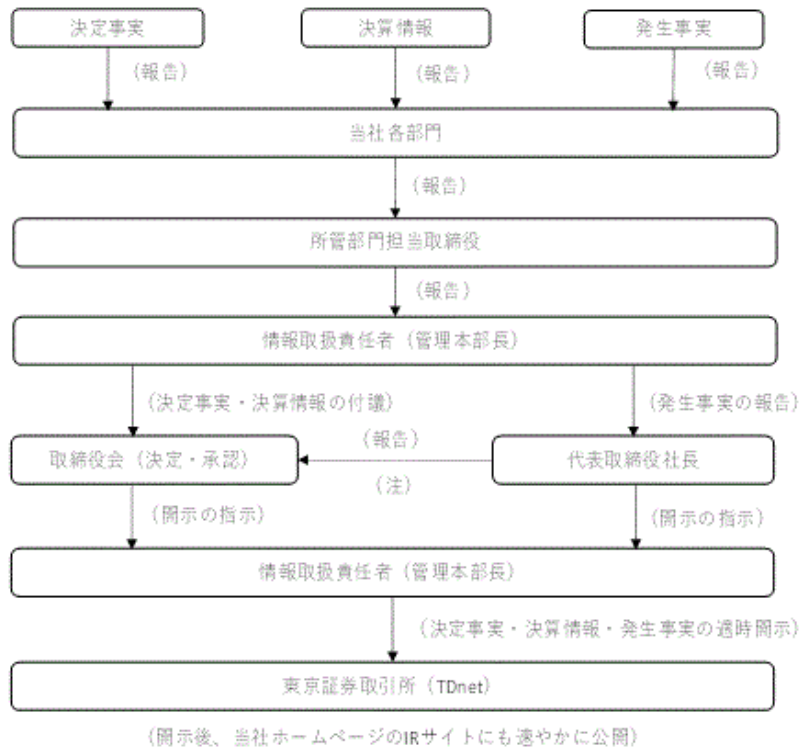 決定事実
決算情報
発生事実
（報告）
（報告）
（報告）
当社各部門
（報告）
所管部門担当取締役
（報告）
情報取扱責任者（管理本部長）
（決定事実・決算情報の付議）
（発生事実の報告）
取締役会（決定・承認）
（報告）
（注）
代表取締役社長
（開示の指示）
（開示の指示）
情報取扱責任者（管理本部長）
（決定事実・決算情報・発生事実の適時開示）
東京証券取引所（TDnet）
（開示後、当社ホームページのIRサイトにも速やかに公開）